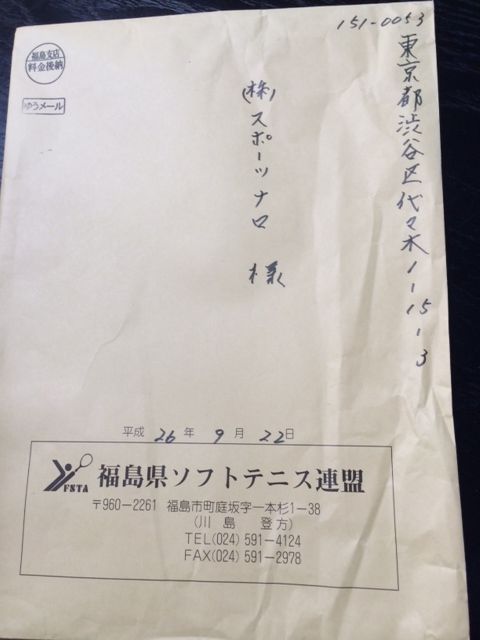 151-0053
東京都渋谷区代々木1-15-3
(株)スポーツナロ 様
福島支店
料金後納
ゆうメール
平成 26 年 9 月 22 日
FSTA
福島県ソフトテニス連盟
〒960-2261 福島市町庭坂字一本杉1-38
(川島 登方)
TEL(024)591-4124
FAX(024)591-2978